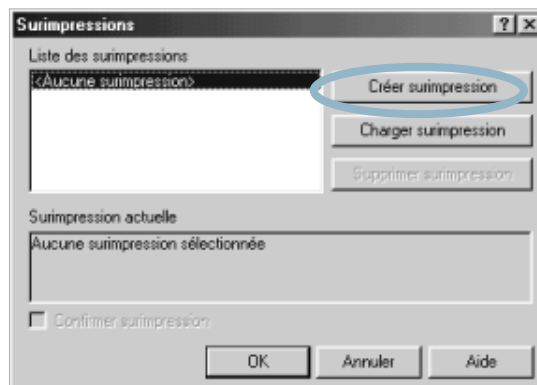 Surimpressions
Liste des surimpressions
<Aucune surimpression>
Créer surimpression
Charger surimpression
Supprimer surimpression
Surimpression actuelle
Aucune surimpression sélectionnée
Confirmer surimpression
OK
Annuler
Aide